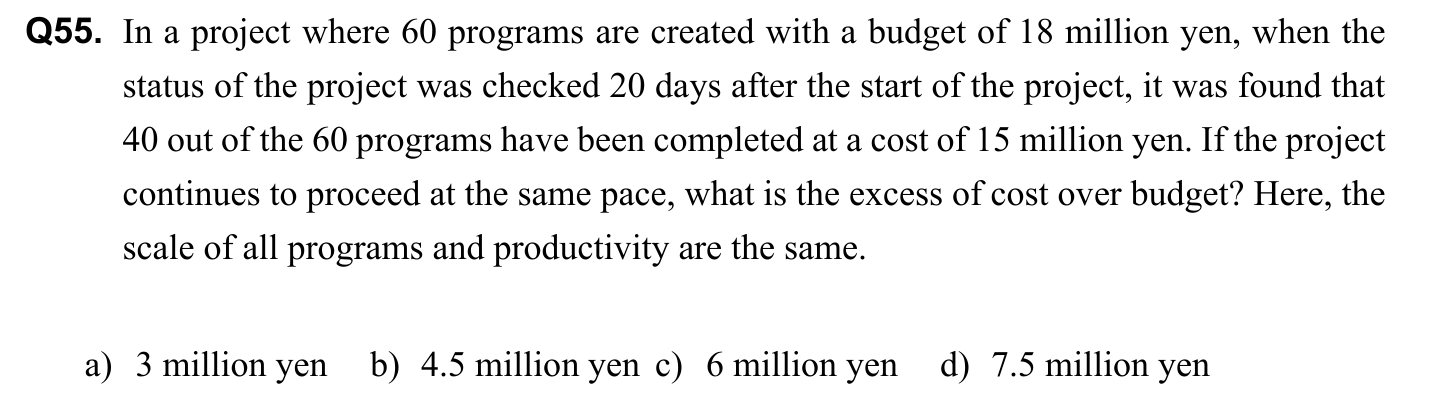 Q55. In a project where 60 programs are created with a budget of 18 million yen, when the
status of the project was checked 20 days after the start of the project, it was found that
40 out of the 60 programs have been completed at a cost of 15 million yen. If the project
continues to proceed at the same pace, what is the excess of cost over budget? Here, the
scale of all programs and productivity are the same.
a) 3 million yen b) 4.5 million yen c) 6 million yen d) 7.5 million yen